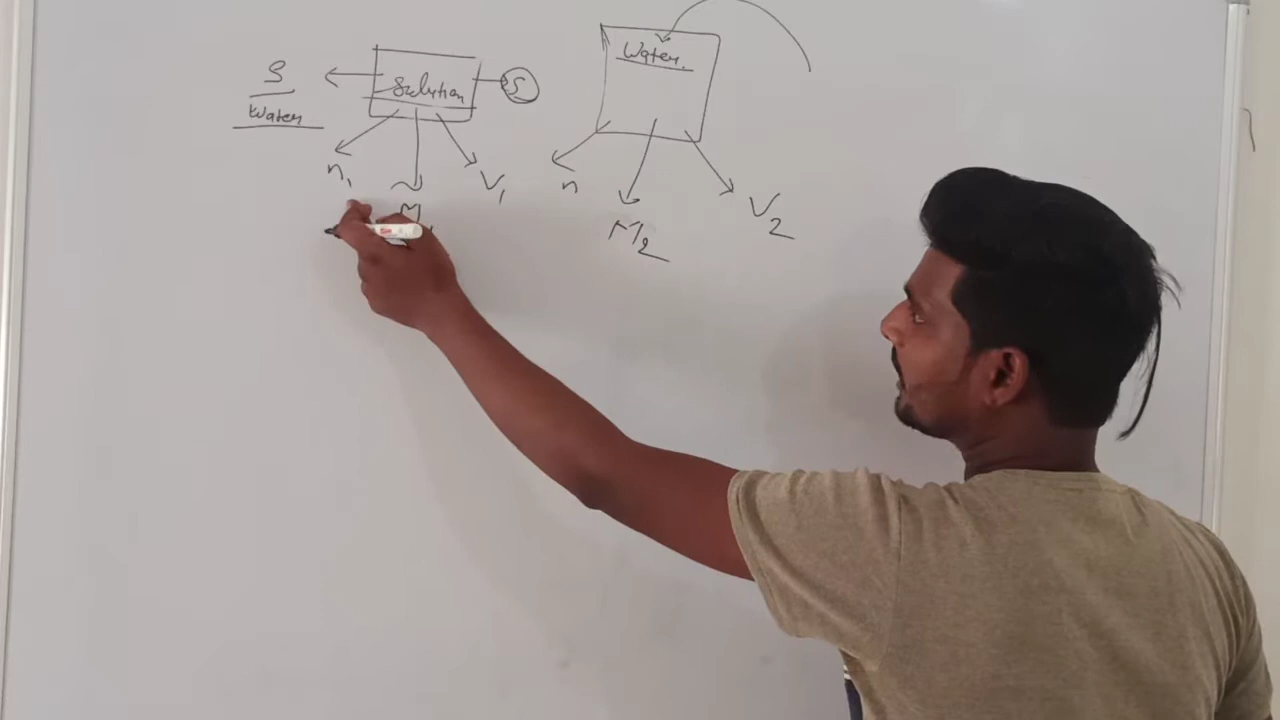 S
Water
Solution
S
n₁
M
V₁
Water
n
M₂
V₂